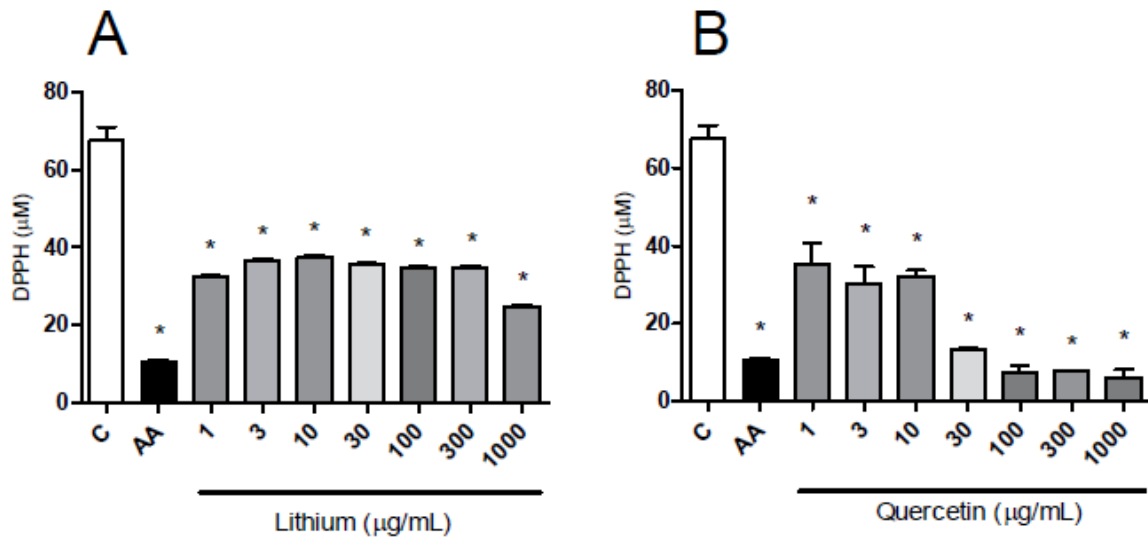 A
DPPH (µM)
80
60
40
20
0
* * * * * * * *
C AA 1 3 10 30 100 300 1000
Lithium (µg/mL)
B
DPPH (µM)
80
60
40
20
0
* * * * * * * *
C AA 1 3 10 30 100 300 1000
Quercetin (µg/mL)